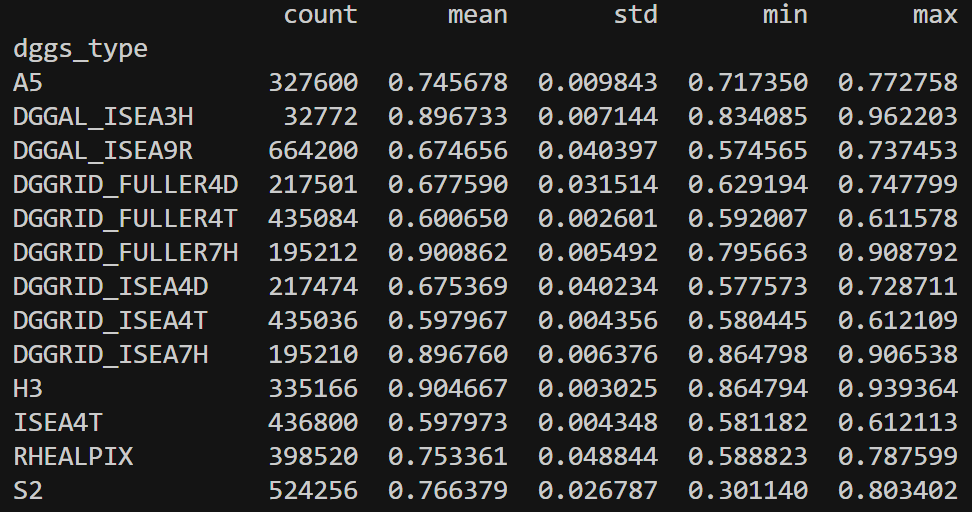 count mean std min max
dggs_type
A5 327600 0.745678 0.009843 0.717350 0.772758
DGGAL_ISEA3H 32772 0.896733 0.007144 0.834085 0.962203
DGGAL_ISEA9R 664200 0.674656 0.040397 0.574565 0.737453
DGGRID_FULLER4D 217501 0.677590 0.031514 0.629194 0.747799
DGGRID_FULLER4T 435084 0.600650 0.002601 0.592007 0.611578
DGGRID_FULLER7H 195212 0.900862 0.005492 0.795663 0.908792
DGGRID_ISEA4D 217474 0.675369 0.040234 0.577573 0.728711
DGGRID_ISEA4T 435036 0.597967 0.004356 0.580445 0.612109
DGGRID_ISEA7H 195210 0.896760 0.006376 0.864798 0.906538
H3 335166 0.904667 0.003025 0.864794 0.939364
ISEA4T 436800 0.597973 0.004348 0.581182 0.612113
RHEALPIX 398520 0.753361 0.048844 0.588823 0.787599
S2 524256 0.766379 0.026787 0.301140 0.803402